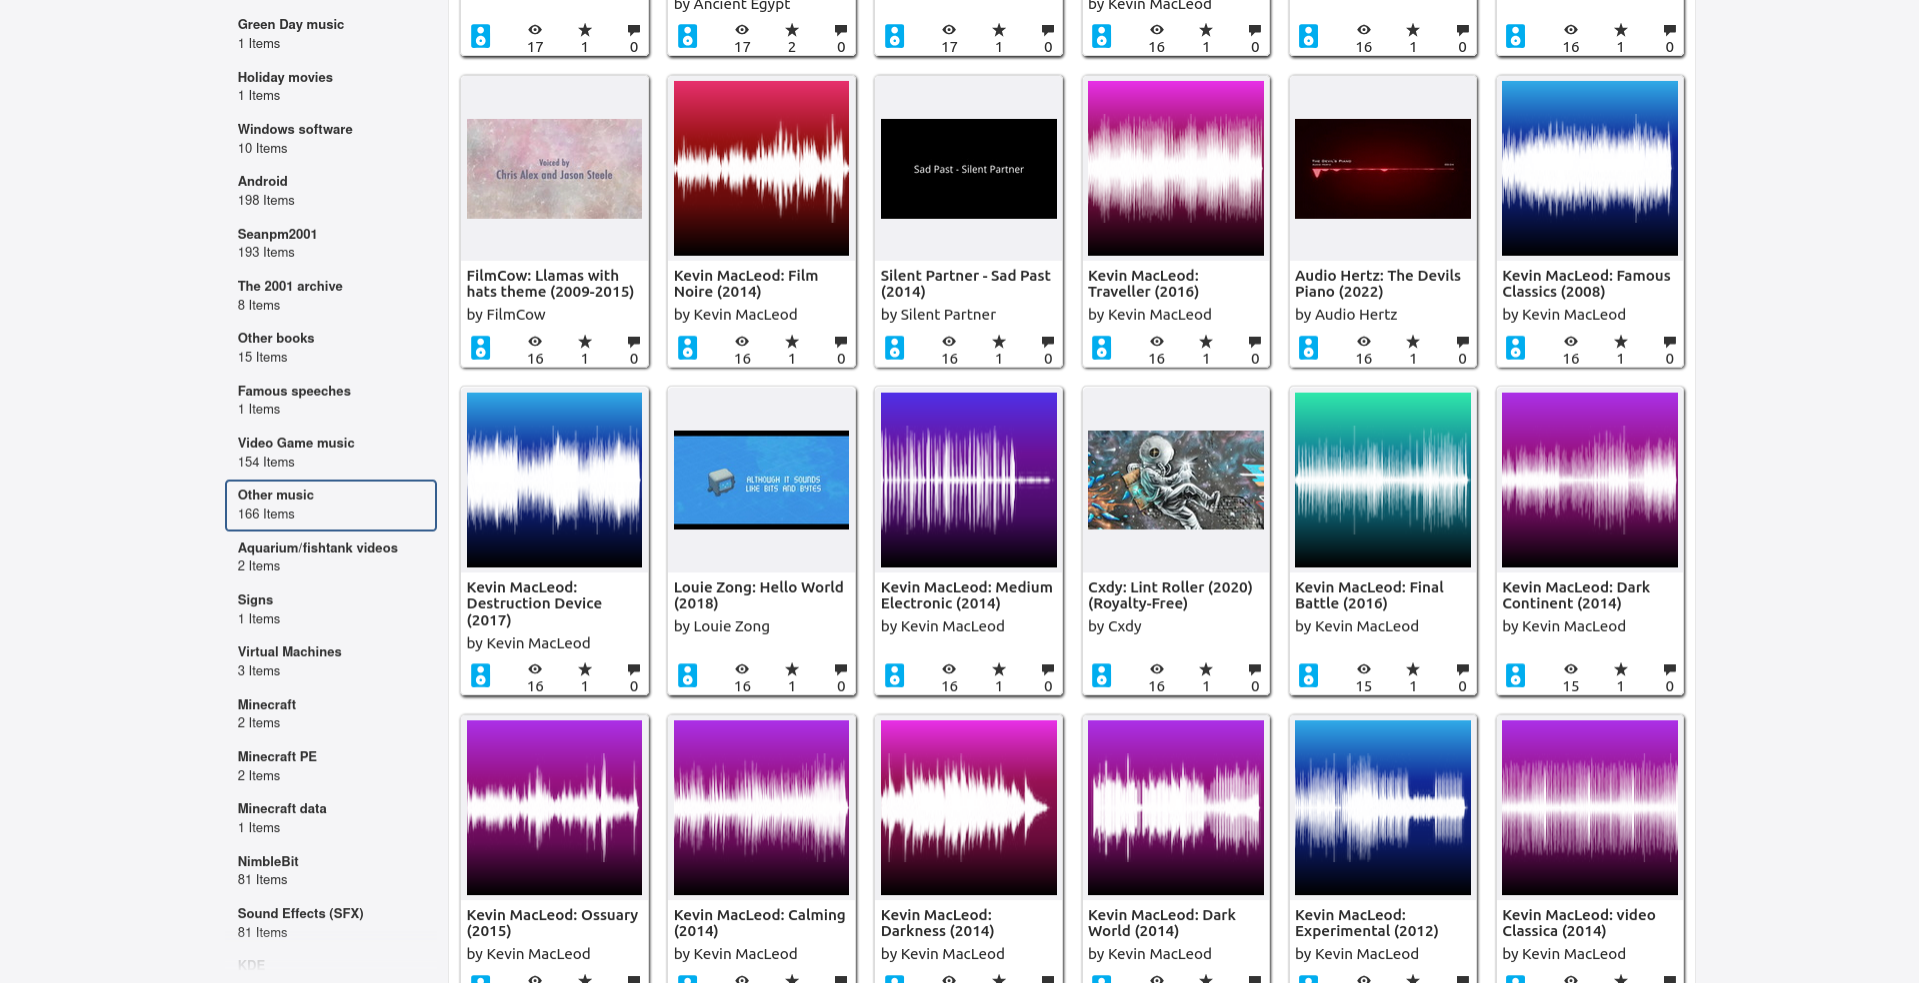 Green Day music
1 Items
Holiday movies
1 Items
Windows software
10 Items
Android
198 Items
Seanpm2001
193 Items
The 2001 archive
8 Items
Other books
15 Items
Famous speeches
1 Items
Video Game music
154 Items
Other music
166 Items
Aquarium/fishtank videos
2 Items
Signs
1 Items
Virtual Machines
3 Items
Minecraft
2 Items
Minecraft PE
2 Items
Minecraft data
1 Items
NimbleBit
81 Items
Sound Effects (SFX)
81 Items
KDE
by Ancient Egypt
by Kevin MacLeod
17 1 0
17 2 0
17 1 0
16 1 0
16 1 0
16 1 0
Voiced by
Chris Alex and Jason Steele
FilmCow: Llamas with
hats theme (2009-2015)
by FilmCow
16 1 0
Kevin MacLeod: Film
Noire (2014)
by Kevin MacLeod
16 1 0
Sad Past - Silent Partner
Silent Partner - Sad Past
(2014)
by Silent Partner
16 1 0
Kevin MacLeod:
Traveller (2016)
by Kevin MacLeod
16 1 0
The Devil's Piano
Audio Hertz: The Devils
Piano (2022)
by Audio Hertz
16 1 0
Kevin MacLeod: Famous
Classics (2008)
by Kevin MacLeod
16 1 0
Kevin MacLeod:
Destruction Device
(2017)
by Kevin MacLeod
16 1 0
ALTHOUGH IT SOUNDS
LIKE BITS AND BYTES
Louie Zong: Hello World
(2018)
by Louie Zong
16 1 0
Kevin MacLeod: Medium
Electronic (2014)
by Kevin MacLeod
16 1 0
Cxdy: Lint Roller (2020)
(Royalty-Free)
by Cxdy
16 1 0
Kevin MacLeod: Final
Battle (2016)
by Kevin MacLeod
15 1 0
Kevin MacLeod: Dark
Continent (2014)
by Kevin MacLeod
15 1 0
Kevin MacLeod: Ossuary
(2015)
by Kevin MacLeod
Kevin MacLeod: Calming
(2014)
by Kevin MacLeod
Kevin MacLeod:
Darkness (2014)
by Kevin MacLeod
Kevin MacLeod: Dark
World (2014)
by Kevin MacLeod
Kevin MacLeod:
Experimental (2012)
by Kevin MacLeod
Kevin MacLeod: video
Classica (2014)
by Kevin MacLeod